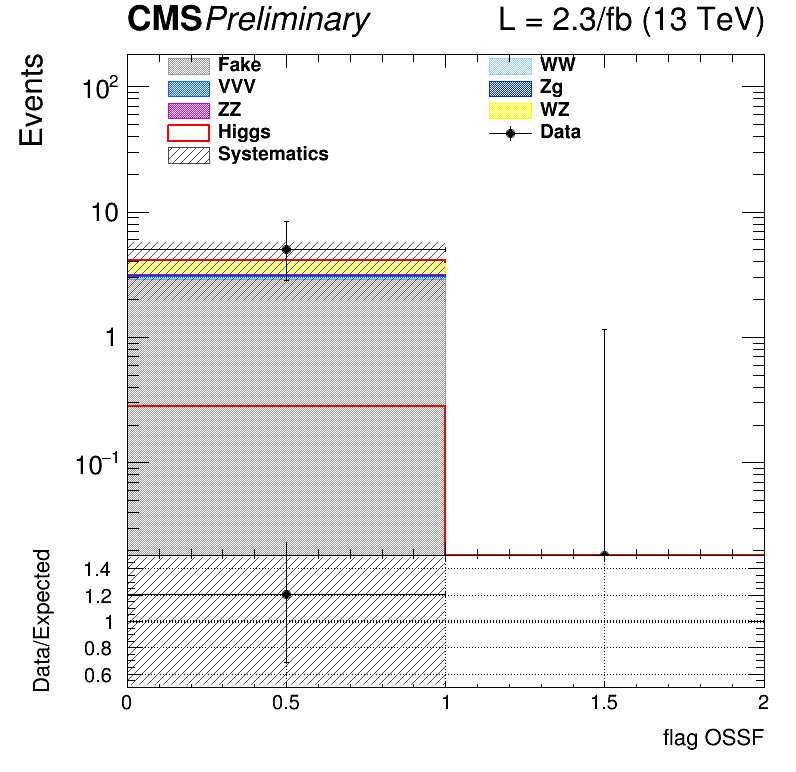 CMS Preliminary L = 2.3/fb (13 TeV)
Events
10²
10
1
10⁻¹
Fake
VVV
ZZ
Higgs
Systematics
WW
Zg
WZ
Data
Data/Expected
1.4
1.2
1
0.8
0.6
0 0.5 1 1.5 2
flag OSSF